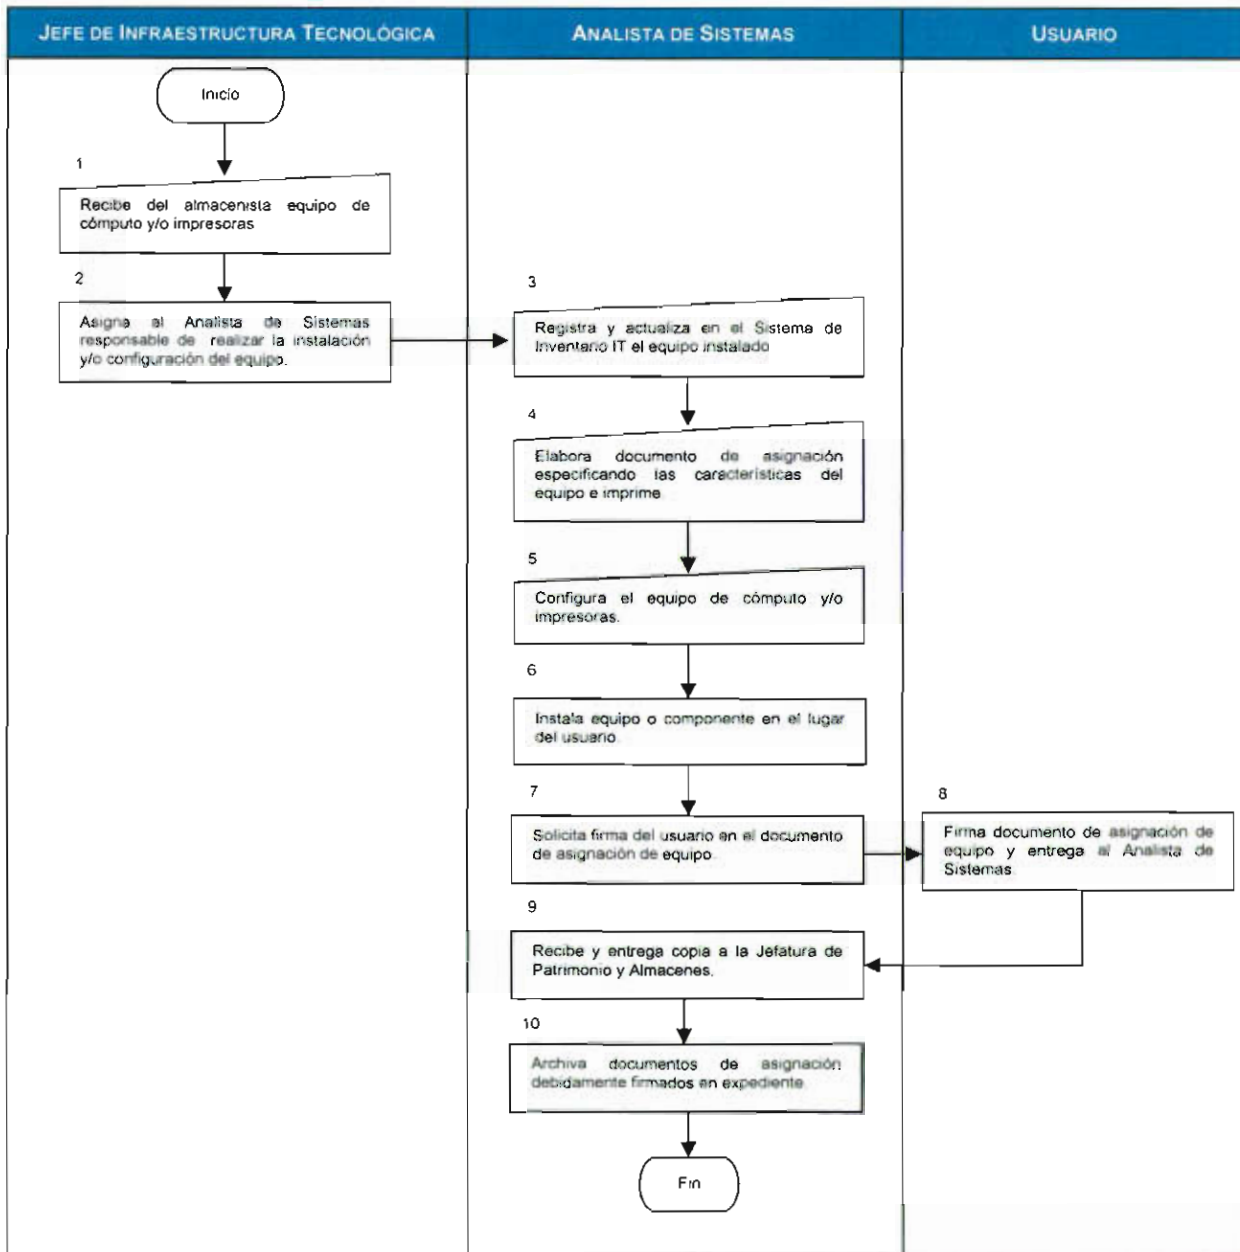 JEFE DE INFRAESTRUCTURA TECNOLÓGICA
ANALISTA DE SISTEMAS
USUARIO
Inicio
1
Recibe del almacenista equipo de
cómputo y/o impresoras
2
Asigna al Analista de Sistemas
responsable de realizar la instalación
y/o configuración del equipo.
3
Registra y actualiza en el Sistema de
Inventario IT el equipo instalado
4
Elabora documento de asignación
especificando las características del
equipo e imprime
5
Configura el equipo de cómputo y/o
impresoras.
6
Instala equipo o componente en el lugar
del usuario
7
Solicita firma del usuario en el documento
de asignación de equipo.
8
Firma documento de asignación de
equipo y entrega al Analista de
Sistemas
9
Recibe y entrega copia a la Jefatura de
Patrimonio y Almacenes.
10
Archiva documentos de asignación
debidamente firmados en expediente
Fin